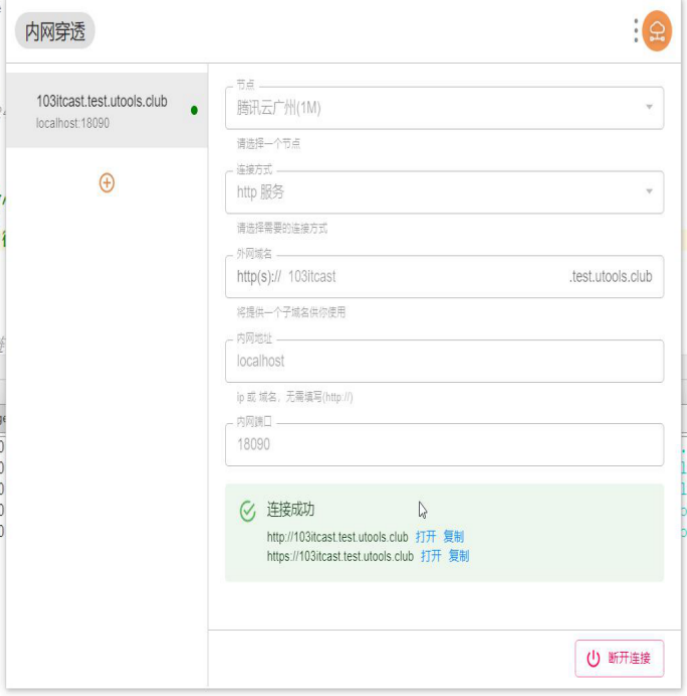 内网穿透
103itcast.test.utools.club
localhost:18090
节点
腾讯云广州(1M)
请选择一个节点
连接方式
http 服务
请选择需要的连接方式
外网域名
http(s):// 103itcast .test.utools.club
将提供一个子域名供你使用
内网地址
localhost
ip 或 域名，无需填写(http://)
内网端口
18090
连接成功
http://103itcast.test.utools.club 打开 复制
https://103itcast.test.utools.club 打开 复制
断开连接